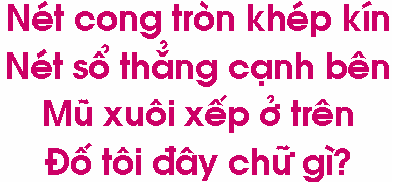 Nét cong tròn khép kín
Nét sổ thẳng cạnh bên
Mũ xuôi xếp ở trên
Đố tôi đây chữ gì?